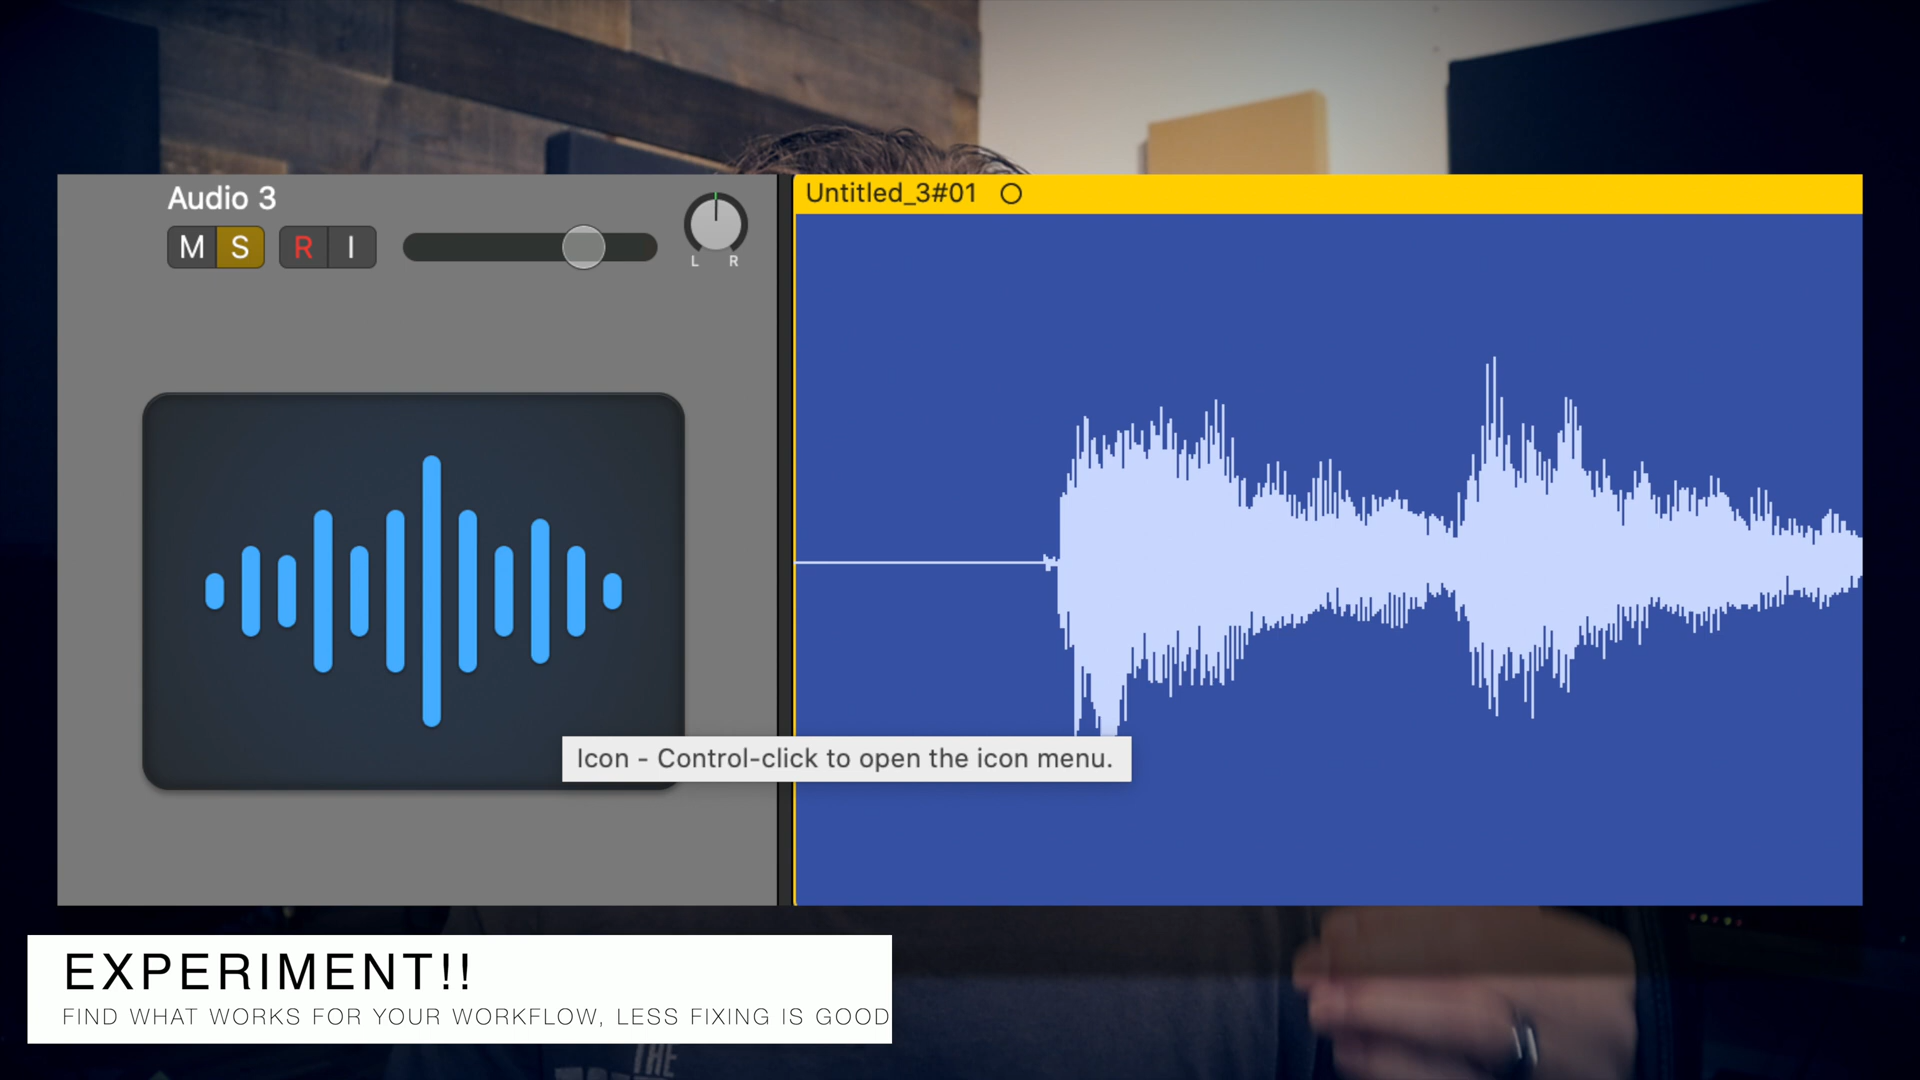 Audio 3
M S R I
L R
Untitled_3#01
Icon - Control-click to open the icon menu.
EXPERIMENT!!
FIND WHAT WORKS FOR YOUR WORKFLOW, LESS FIXING IS GOOD
THE